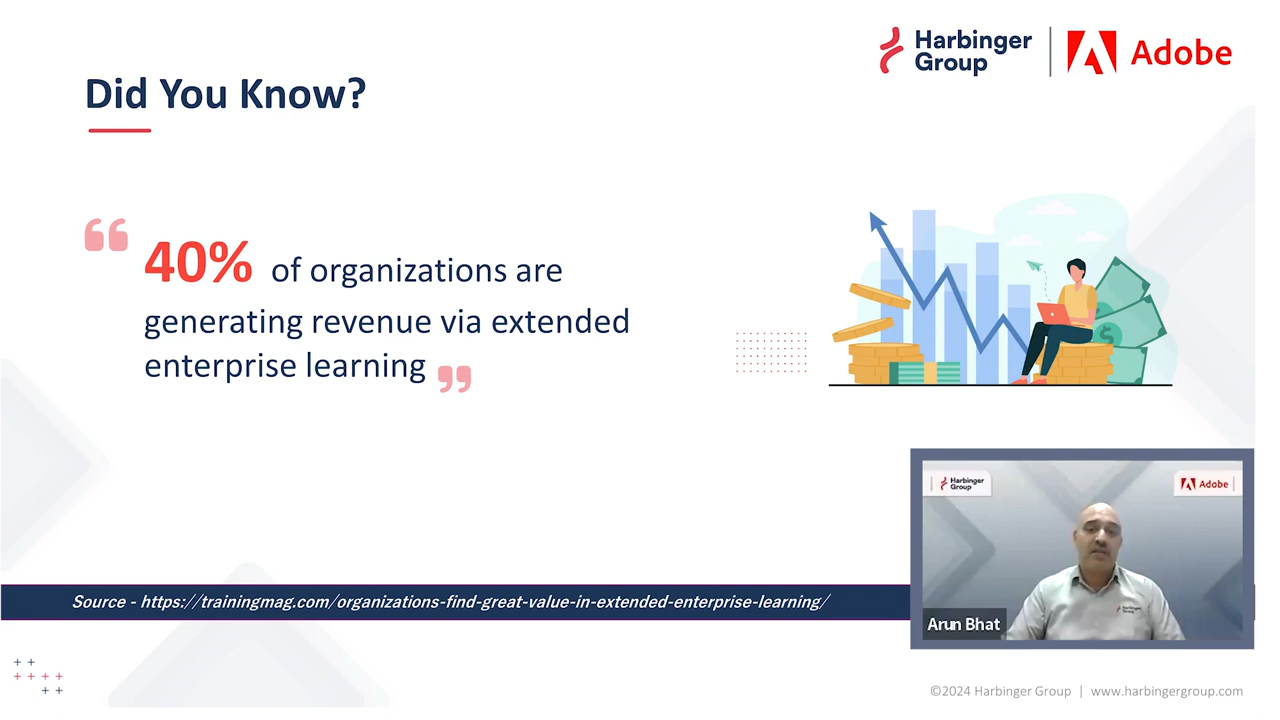 Harbinger
Group
Adobe
Did You Know?
“ 40% of organizations are
generating revenue via extended
enterprise learning ”
Harbinger
Group
Adobe
Harbinger
Group
Arun Bhat
Source - https://trainingmag.com/organizations-find-great-value-in-extended-enterprise-learning/
©2024 Harbinger Group | www.harbingergroup.com